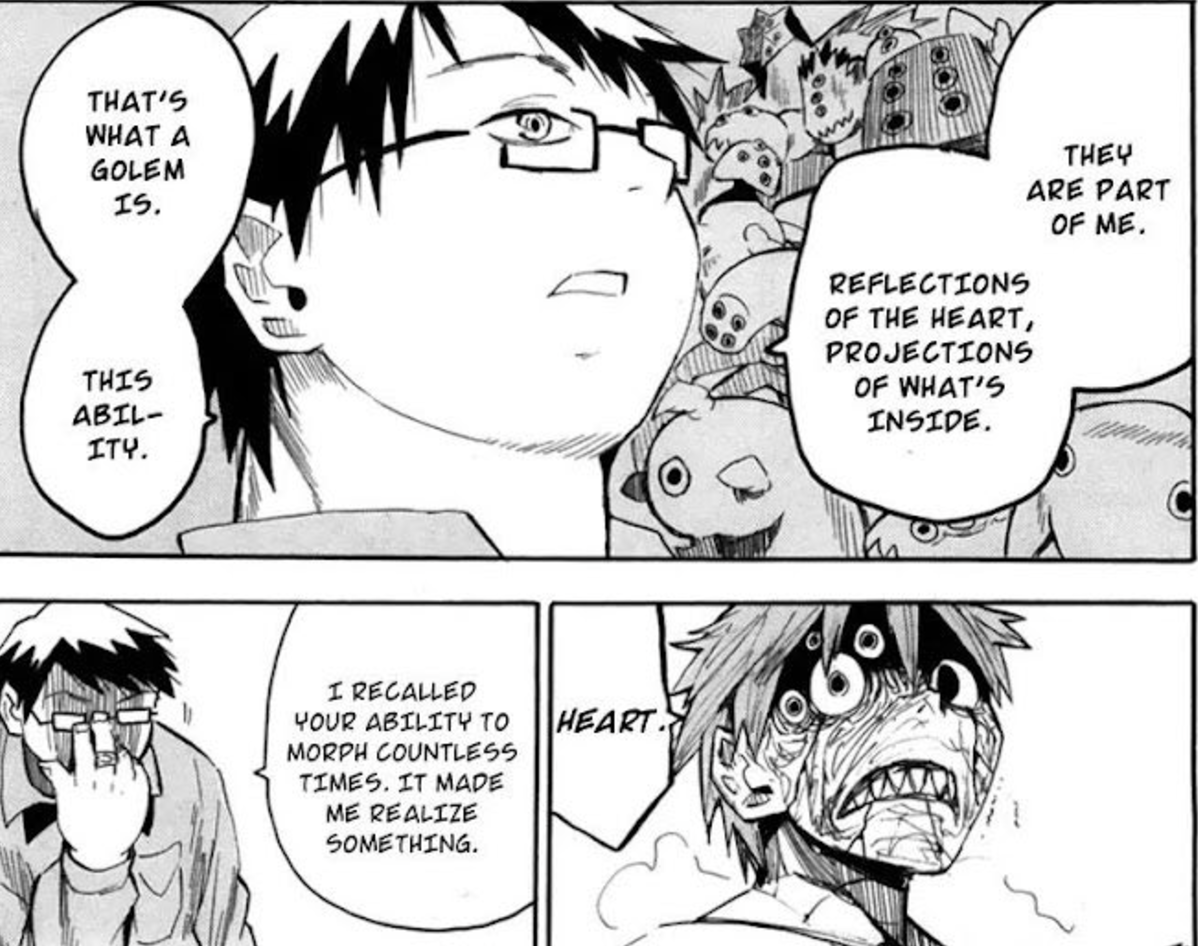 THEY
ARE PART
OF ME.
REFLECTIONS
OF THE HEART,
PROJECTIONS
OF WHAT'S
INSIDE.
THAT'S
WHAT A
GOLEM
IS.
THIS
ABIL-
ITY.
HEART.
I RECALLED
YOUR ABILITY TO
MORPH COUNTLESS
TIMES. IT MADE
ME REALIZE
SOMETHING.